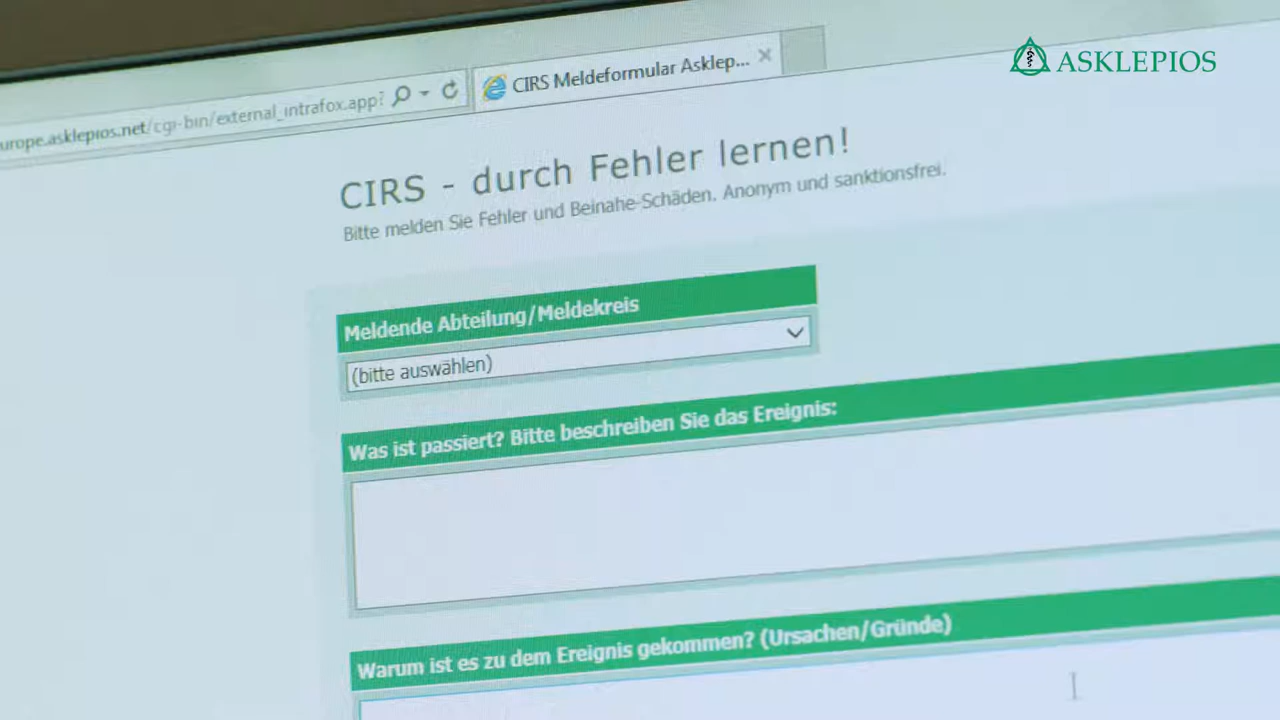 ASKLEPIOS
CIRS Meldeformular Asklep...
urope.asklepios.net/cgi-bin/external_intrafox.app?
CIRS - durch Fehler lernen!
Bitte melden Sie Fehler und Beinahe-Schäden. Anonym und sanktionsfrei.
Meldende Abteilung/Meldekreis
(bitte auswählen)
Was ist passiert? Bitte beschreiben Sie das Ereignis:
Warum ist es zu dem Ereignis gekommen? (Ursachen/Gründe)